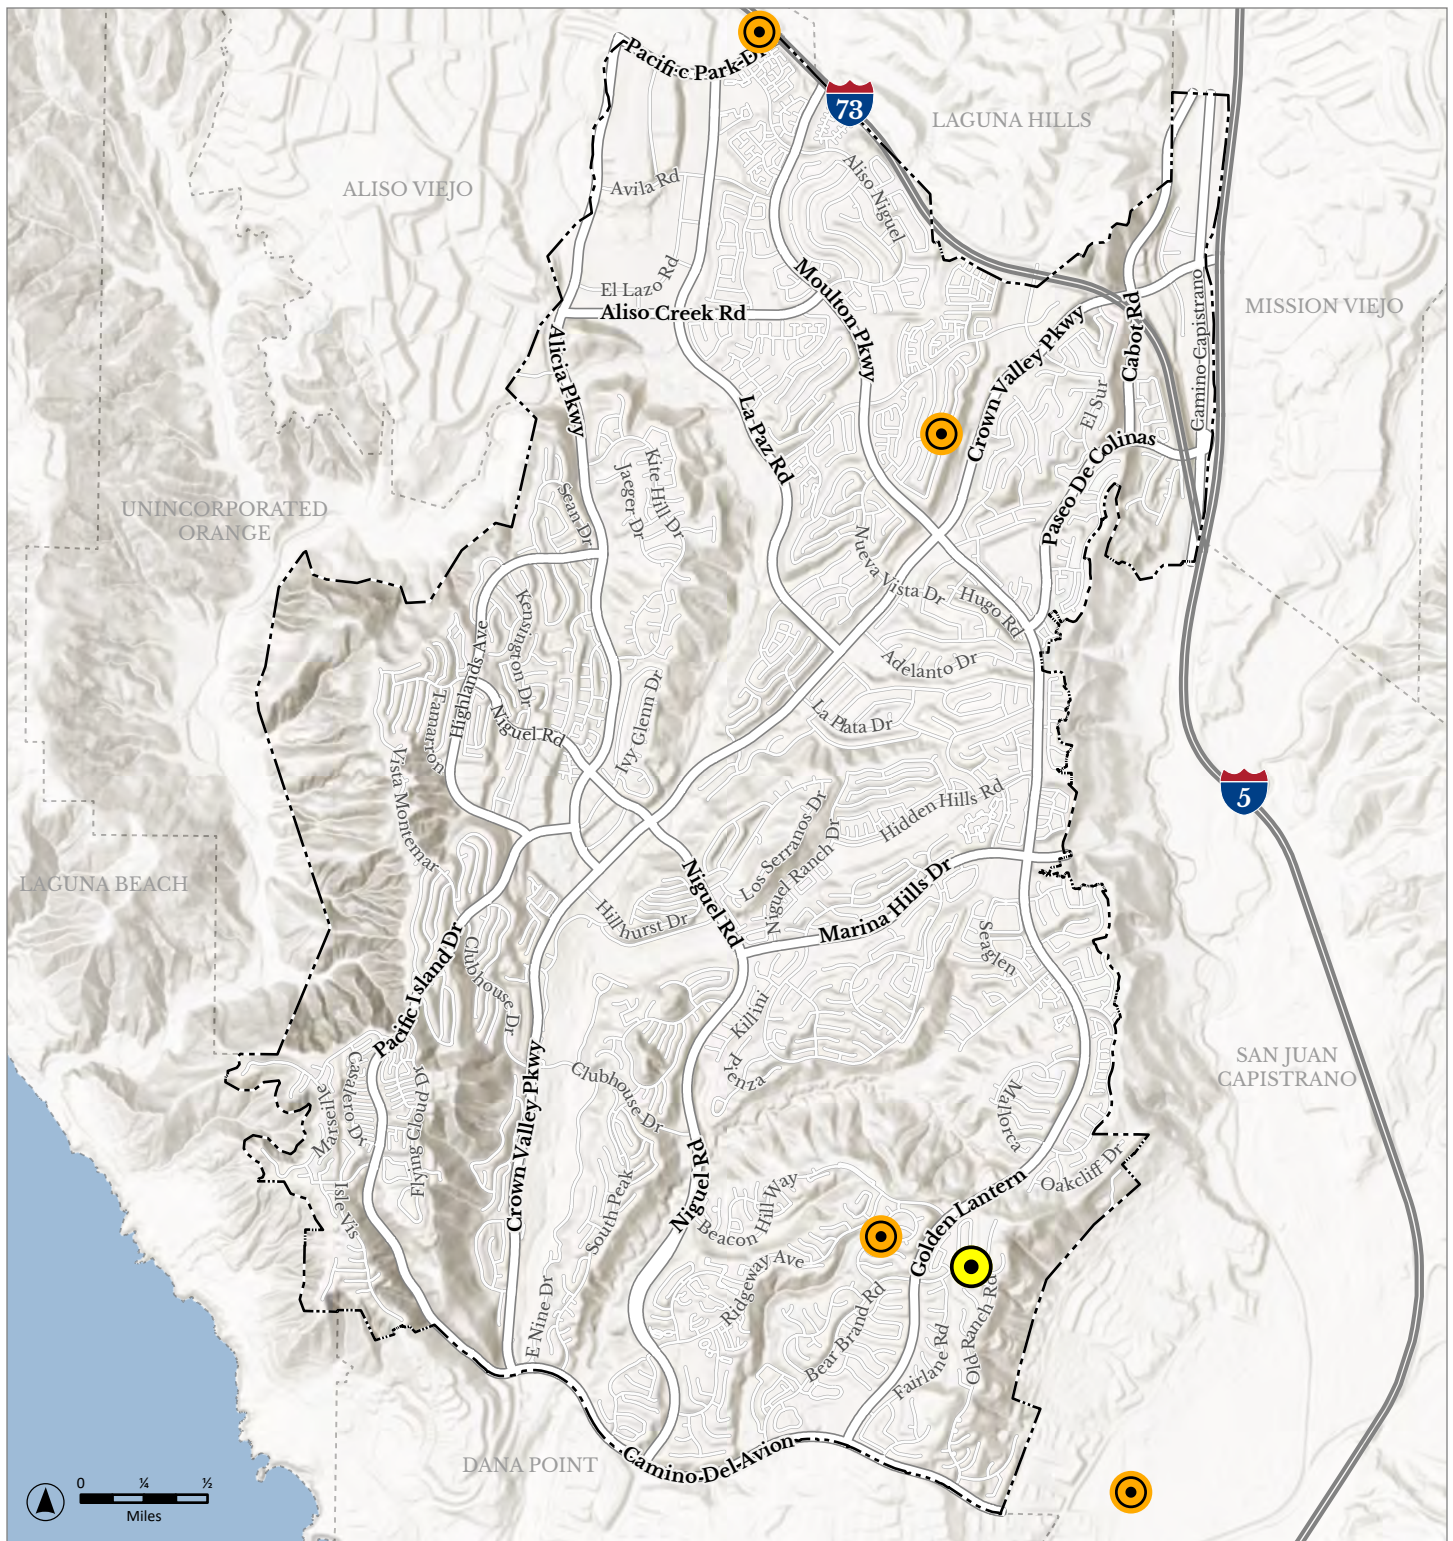 Pacific Park Dr
73
LAGUNA HILLS
ALISO VIEJO
Avila Rd
Aliso Niguel
El Lazo Rd
Aliso Creek Rd
Moulton Pkwy
MISSION VIEJO
Camino Capistrano
Cabot Rd
Crown Valley Pkwy
Alicia Pkwy
La Paz Rd
El Sur
Paseo De Colinas
Kite Hill Dr
Jaeger Dr
Sean Dr
UNINCORPORATED
ORANGE
Nueva Vista Dr
Hugo Rd
Kensington Dr
Highlands Ave
Adelanto Dr
Tamarron
Niguel Rd
Ivy Glenn Dr
La Plata Dr
Vista Montemar
5
Los Serranos Dr
Niguel Ranch Dr
Hidden Hills Rd
LAGUNA BEACH
Niguel Rd
Marina Hills Dr
Hillhurst Dr
Seaglen
Pacific Island Dr
Clubhouse Dr
Killini
Pienza
SAN JUAN
CAPISTRANO
Casalero Dr
Marseille
Flying Cloud Dr
Crown Valley Pkwy
Clubhouse Dr
Mallorca
Oakcliff Dr
Isle Vis
South Peak
Niguel Rd
Beacon Hill Way
Golden Lantern
Ridgeway Ave
E Nine Dr
Bear Brand Rd
Fairlane Rd
Old Ranch Rd
DANA POINT
Camino Del Avion
0 ¼ ½
Miles